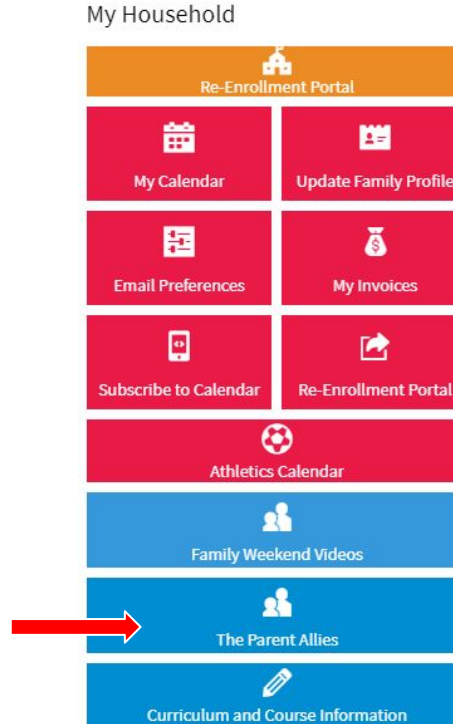 My Household
Re-Enrollment Portal
My Calendar
Update Family Profile
Email Preferences
My Invoices
Subscribe to Calendar
Re-Enrollment Portal
Athletics Calendar
Family Weekend Videos
The Parent Allies
Curriculum and Course Information